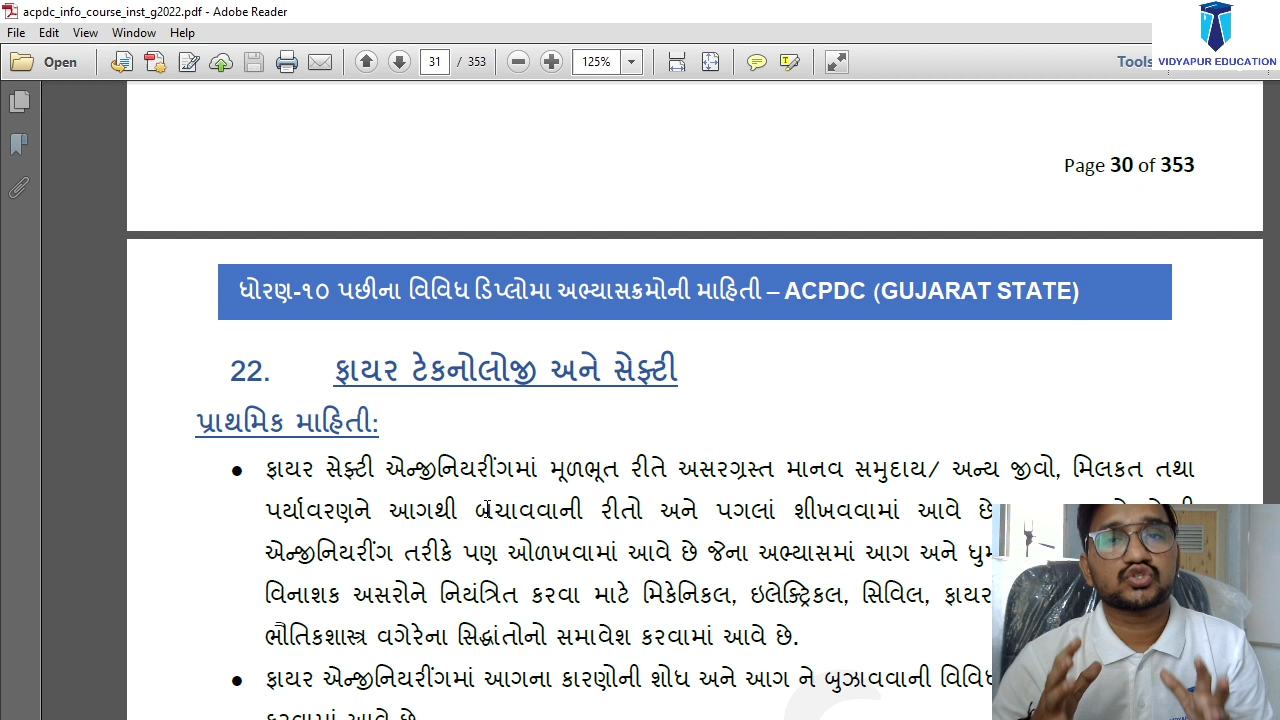 acpdc_info_course_inst_g2022.pdf - Adobe Reader
File Edit View Window Help
Open 31 / 353 125% Tools
VIDYAPUR EDUCATION
Page 30 of 353
ધોરણ-૧૦ પછીના વિવિધ ડિપ્લોમા અભ્યાસક્રમોની માહિતી – ACPDC (GUJARAT STATE)
22. ફાયર ટેકનોલોજી અને સેફ્ટી
પ્રાથમિક માહિતી:
● ફાયર સેફ્ટી એન્જીનિયરીંગમાં મૂળભૂત રીતે અસરગ્રસ્ત માનવ સમુદાય/ અન્ય જીવો, મિલકત તથા
પર્યાવરણને આગથી બચાવવાની રીતો અને પગલાં શીખવવામાં આવે છે
એન્જીનિયરીંગ તરીકે પણ ઓળખવામાં આવે છે જેના અભ્યાસમાં આગ અને
વિનાશક અસરોને નિયંત્રિત કરવા માટે મિકેનિકલ, ઇલેક્ટ્રિકલ, સિવિલ, ફાયર
ભૌતિકશાસ્ત્ર વગેરેના સિદ્ધાંતોનો સમાવેશ કરવામાં આવે છે.
● ફાયર એન્જીનિયરીંગમાં આગના કારણોની શોધ અને આગ ને બુઝાવવાની વિવિધ
કરવામાં આવે છે